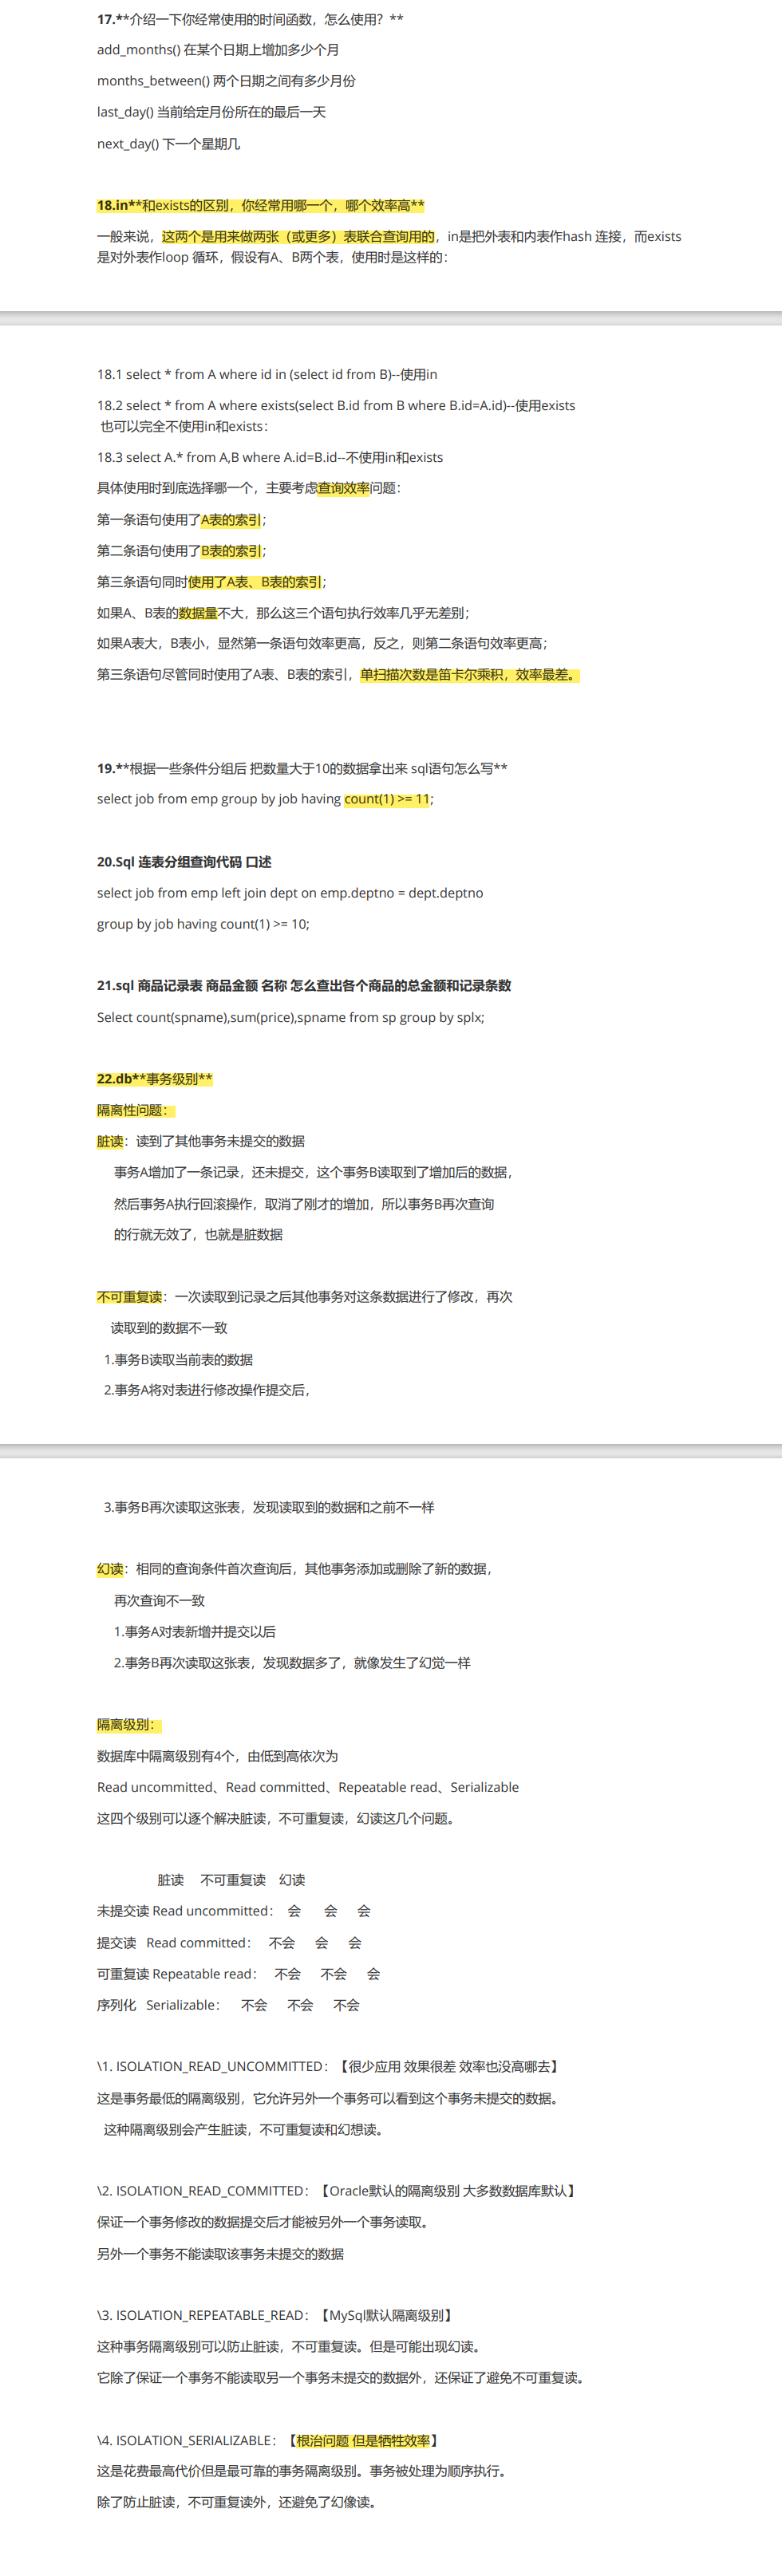 17.**介绍一下你经常使用的时间函数，怎么使用？**
add_months() 在某个日期上增加多少个月
months_between() 两个日期之间有多少月份
last_day() 当前给定月份所在的最后一天
next_day() 下一个星期几
18.in**和exists的区别，你经常用哪一个，哪个效率高**
一般来说，这两个是用来做两张（或更多）表联合查询用的，in是把外表和内表作hash 连接，而exists
是对外表作loop 循环，假设有A、B两个表，使用时是这样的：
18.1 select * from A where id in (select id from B)--使用in
18.2 select * from A where exists(select B.id from B where B.id=A.id)--使用exists
也可以完全不使用in和exists：
18.3 select A.* from A,B where A.id=B.id--不使用in和exists
具体使用时到底选择哪一个，主要考虑查询效率问题：
第一条语句使用了A表的索引；
第二条语句使用了B表的索引；
第三条语句同时使用了A表、B表的索引；
如果A、B表的数据量不大，那么这三个语句执行效率几乎无差别；
如果A表大，B表小，显然第一条语句效率更高，反之，则第二条语句效率更高；
第三条语句尽管同时使用了A表、B表的索引，单扫描次数是笛卡尔乘积，效率最差。
19.**根据一些条件分组后 把数量大于10的数据拿出来 sql语句怎么写**
select job from emp group by job having count(1) >= 11;
20.Sql 连表分组查询代码 口述
select job from emp left join dept on emp.deptno = dept.deptno
group by job having count(1) >= 10;
21.sql 商品记录表 商品金额 名称 怎么查出各个商品的总金额和记录条数
Select count(spname),sum(price),spname from sp group by splx;
22.db**事务级别**
隔离性问题：
脏读：读到了其他事务未提交的数据
事务A增加了一条记录，还未提交，这个事务B读取到了增加后的数据，
然后事务A执行回滚操作，取消了刚才的增加，所以事务B再次查询
的行就无效了，也就是脏数据
不可重复读：一次读取到记录之后其他事务对这条数据进行了修改，再次
读取到的数据不一致
1.事务B读取当前表的数据
2.事务A将对表进行修改操作提交后，
3.事务B再次读取这张表，发现读取到的数据和之前不一样
幻读：相同的查询条件首次查询后，其他事务添加或删除了新的数据，
再次查询不一致
1.事务A对表新增并提交以后
2.事务B再次读取这张表，发现数据多了，就像发生了幻觉一样
隔离级别：
数据库中隔离级别有4个，由低到高依次为
Read uncommitted、Read committed、Repeatable read、Serializable
这四个级别可以逐个解决脏读，不可重复读，幻读这几个问题。
脏读 不可重复读 幻读
未提交读 Read uncommitted： 会 会 会
提交读 Read committed： 不会 会 会
可重复读 Repeatable read： 不会 不会 会
序列化 Serializable： 不会 不会 不会
\1. ISOLATION_READ_UNCOMMITTED：【很少应用 效果很差 效率也没高哪去】
这是事务最低的隔离级别，它允许另外一个事务可以看到这个事务未提交的数据。
这种隔离级别会产生脏读，不可重复读和幻想读。
\2. ISOLATION_READ_COMMITTED：【Oracle默认的隔离级别 大多数数据库默认】
保证一个事务修改的数据提交后才能被另外一个事务读取。
另外一个事务不能读取该事务未提交的数据
\3. ISOLATION_REPEATABLE_READ：【MySql默认隔离级别】
这种事务隔离级别可以防止脏读，不可重复读。但是可能出现幻读。
它除了保证一个事务不能读取另一个事务未提交的数据外，还保证了避免不可重复读。
\4. ISOLATION_SERIALIZABLE：【根治问题 但是牺牲效率】
这是花费最高代价但是最可靠的事务隔离级别。事务被处理为顺序执行。
除了防止脏读，不可重复读外，还避免了幻像读。